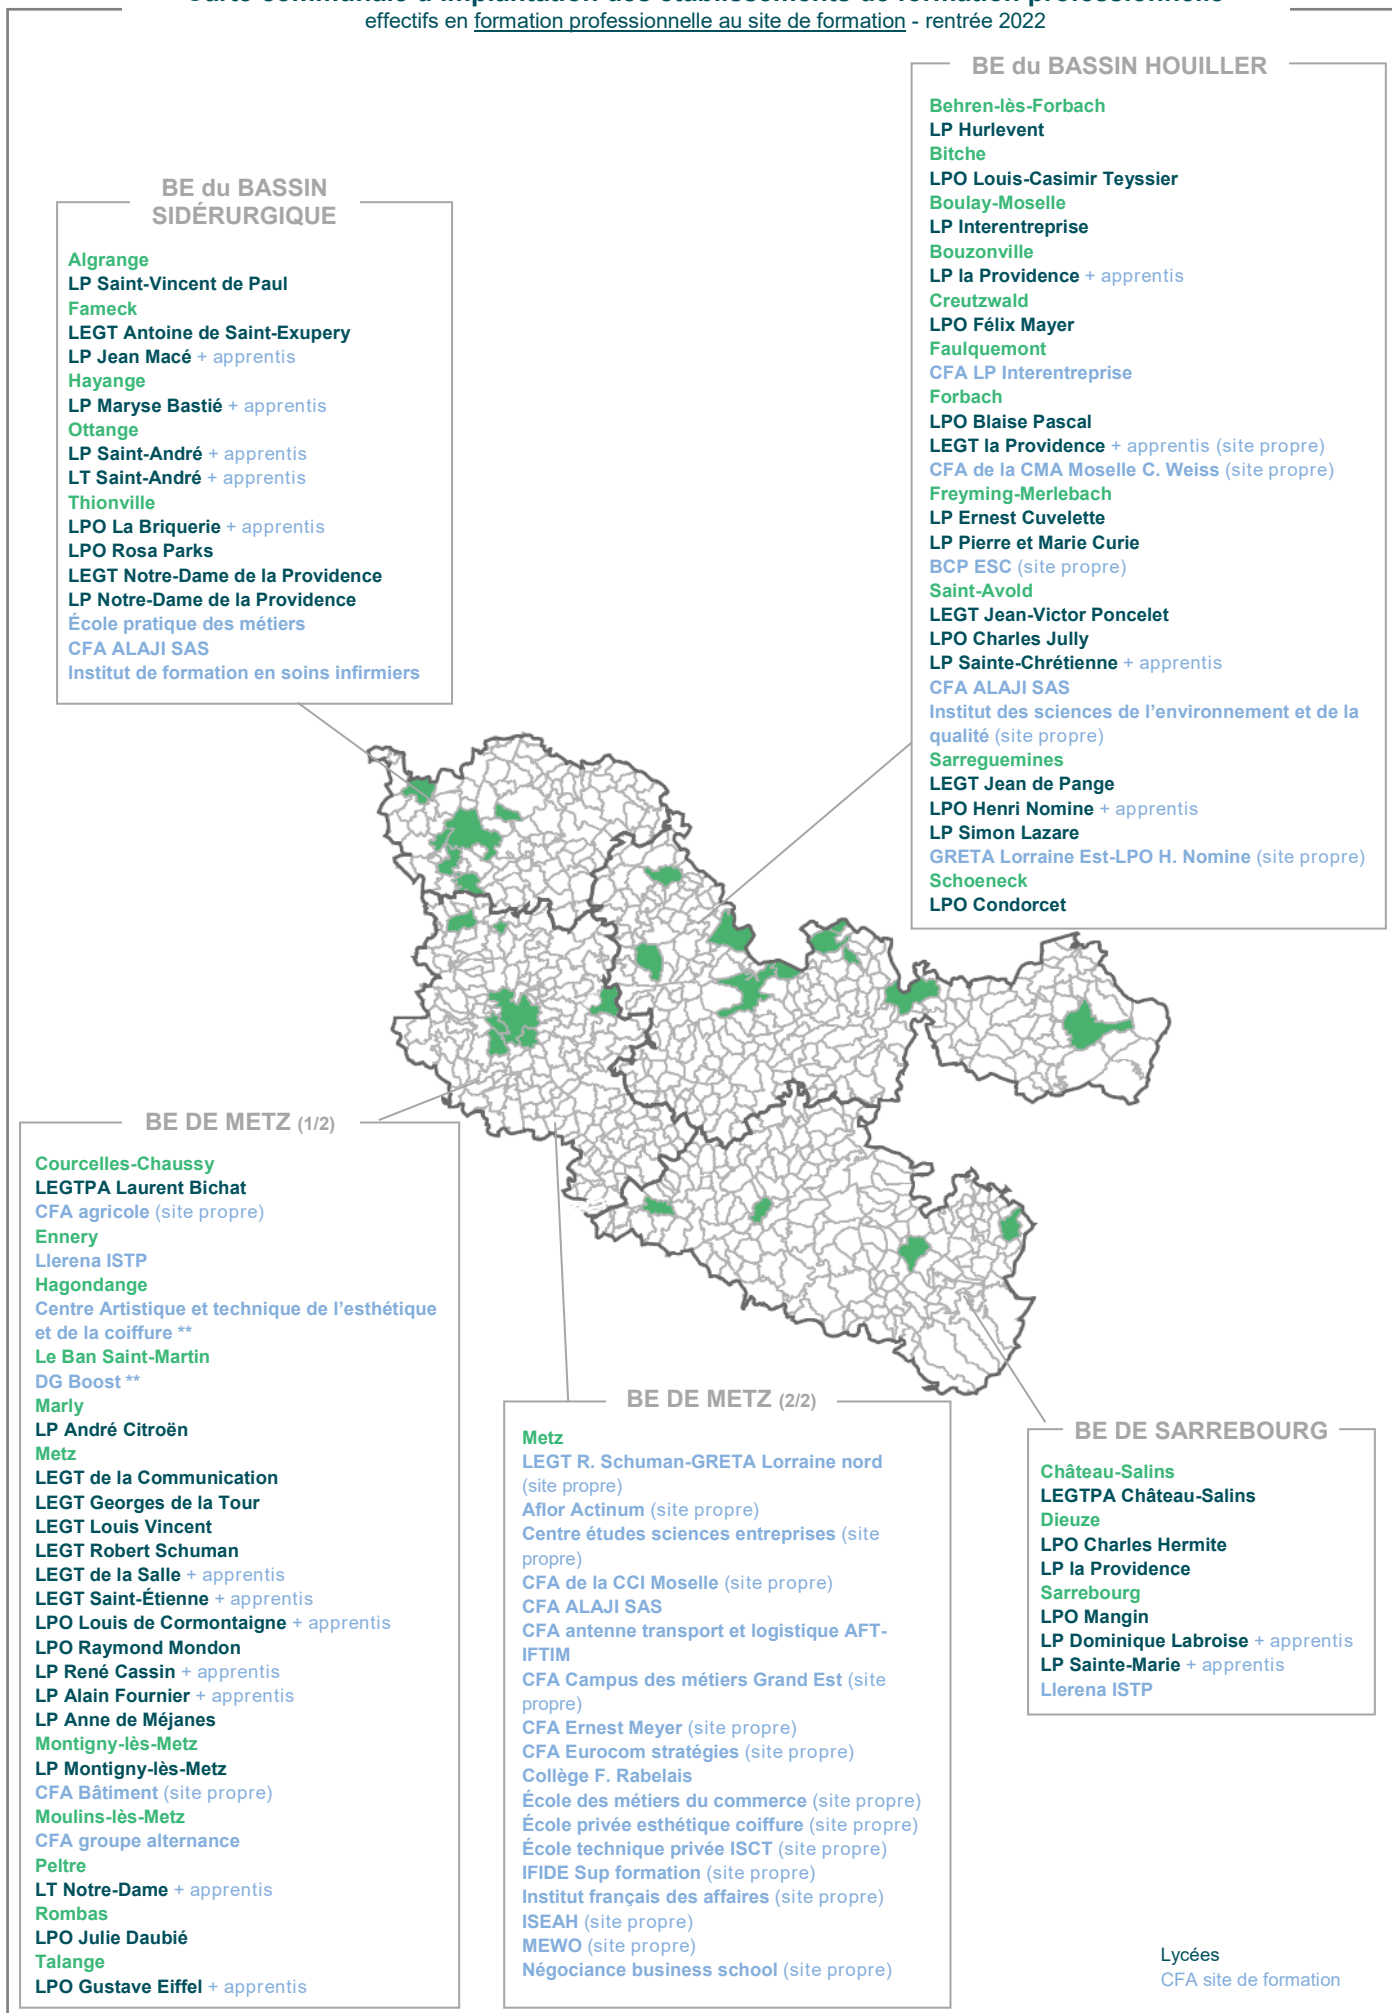 Carte communale d'implantation des établissements de formation professionnelle
effectifs en formation professionnelle au site de formation - rentrée 2022
BE du BASSIN HOUILLER
Behren-lès-Forbach
LP Hurlevent
Bitche
LPO Louis-Casimir Teyssier
Boulay-Moselle
LP Interentreprise
Bouzonville
LP la Providence + apprentis
Creutzwald
LPO Félix Mayer
Faulquemont
CFA LP Interentreprise
Forbach
LPO Blaise Pascal
LEGT la Providence + apprentis (site propre)
CFA de la CMA Moselle C. Weiss (site propre)
Freyming-Merlebach
LP Ernest Cuvelette
LP Pierre et Marie Curie
BCP ESC (site propre)
Saint-Avold
LEGT Jean-Victor Poncelet
LPO Charles Jully
LP Sainte-Chrétienne + apprentis
CFA ALAJI SAS
Institut des sciences de l'environnement et de la
qualité (site propre)
Sarreguemines
LEGT Jean de Pange
LPO Henri Nomine + apprentis
LP Simon Lazare
GRETA Lorraine Est-LPO H. Nomine (site propre)
Schoeneck
LPO Condorcet
BE du BASSIN
SIDÉRURGIQUE
Algrange
LP Saint-Vincent de Paul
Fameck
LEGT Antoine de Saint-Exupery
LP Jean Macé + apprentis
Hayange
LP Maryse Bastié + apprentis
Ottange
LP Saint-André + apprentis
LT Saint-André + apprentis
Thionville
LPO La Briquerie + apprentis
LPO Rosa Parks
LEGT Notre-Dame de la Providence
LP Notre-Dame de la Providence
École pratique des métiers
CFA ALAJI SAS
Institut de formation en soins infirmiers
BE DE METZ (1/2)
Courcelles-Chaussy
LEGTPA Laurent Bichat
CFA agricole (site propre)
Ennery
Llerena ISTP
Hagondange
Centre Artistique et technique de l'esthétique
et de la coiffure **
Le Ban Saint-Martin
DG Boost **
Marly
LP André Citroën
Metz
LEGT de la Communication
LEGT Georges de la Tour
LEGT Louis Vincent
LEGT Robert Schuman
LEGT de la Salle + apprentis
LEGT Saint-Étienne + apprentis
LPO Louis de Cormontaigne + apprentis
LPO Raymond Mondon
LP René Cassin + apprentis
LP Alain Fournier + apprentis
LP Anne de Méjanes
Montigny-lès-Metz
LP Montigny-lès-Metz
CFA Bâtiment (site propre)
Moulins-lès-Metz
CFA groupe alternance
Peltre
LT Notre-Dame + apprentis
Rombas
LPO Julie Daubié
Talange
LPO Gustave Eiffel + apprentis
BE DE METZ (2/2)
Metz
LEGT R. Schuman-GRETA Lorraine nord
(site propre)
Aflor Actinum (site propre)
Centre études sciences entreprises (site
propre)
CFA de la CCI Moselle (site propre)
CFA ALAJI SAS
CFA antenne transport et logistique AFT-
IFTIM
CFA Campus des métiers Grand Est (site
propre)
CFA Ernest Meyer (site propre)
CFA Eurocom stratégies (site propre)
Collège F. Rabelais
École des métiers du commerce (site propre)
École privée esthétique coiffure (site propre)
École technique privée ISCT (site propre)
IFIDE Sup formation (site propre)
Institut français des affaires (site propre)
ISEAH (site propre)
MEWO (site propre)
Négociance business school (site propre)
BE DE SARREBOURG
Château-Salins
LEGTPA Château-Salins
Dieuze
LPO Charles Hermite
LP la Providence
Sarrebourg
LPO Mangin
LP Dominique Labroise + apprentis
LP Sainte-Marie + apprentis
Llerena ISTP
Lycées
CFA site de formation